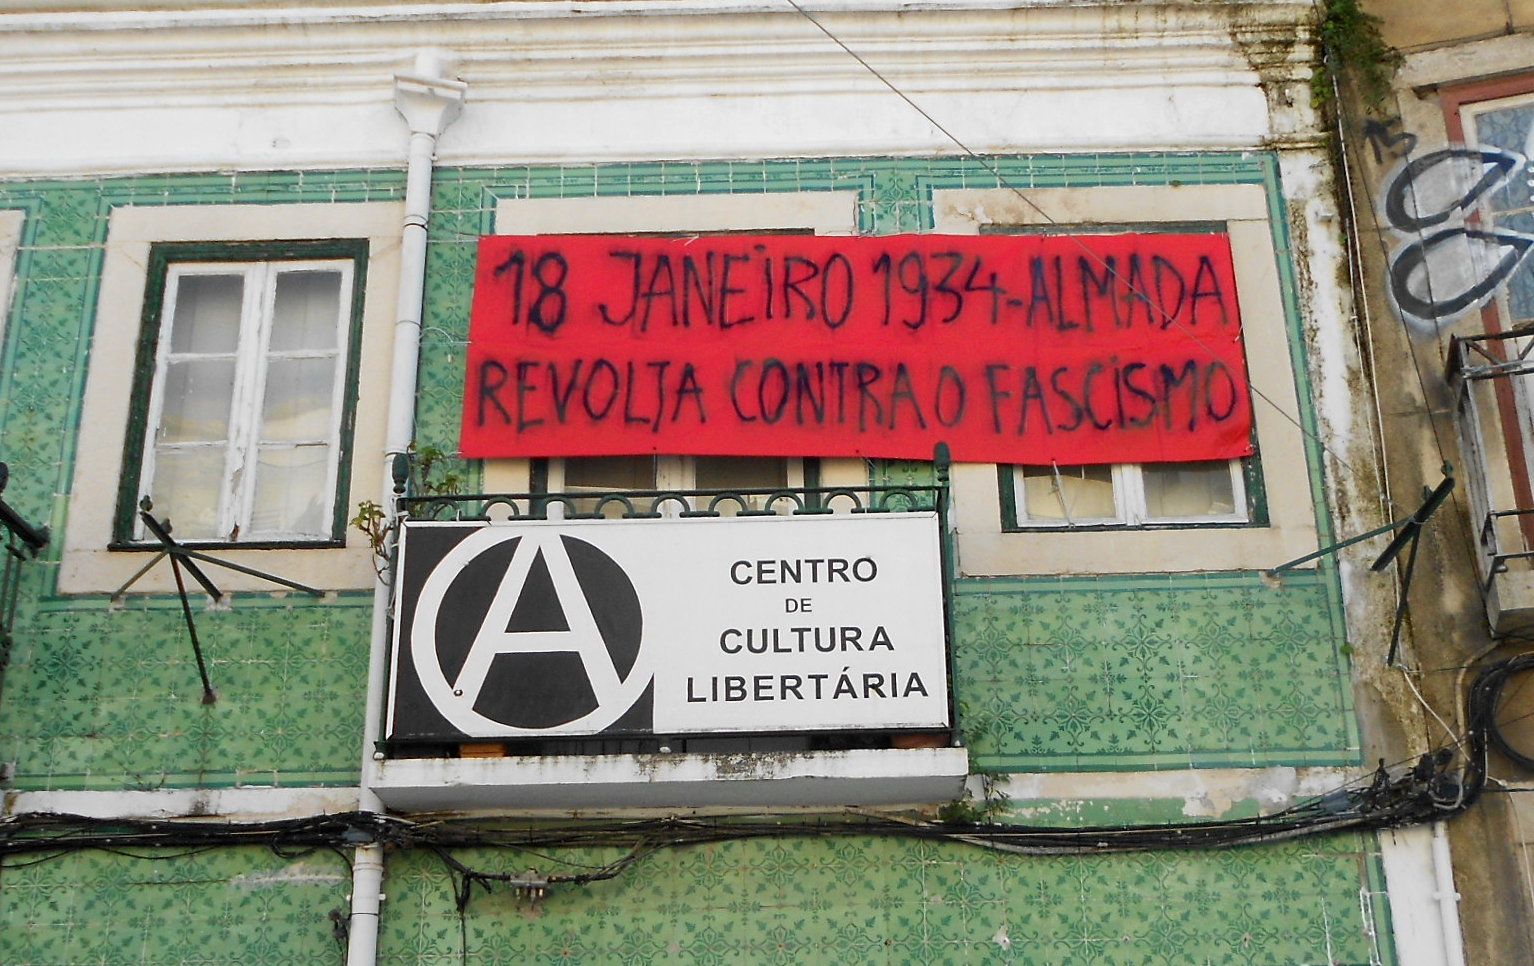 18 JANEIRO 1934-ALMADA
REVOLTA CONTRA O FASCISMO
CENTRO
DE
CULTURA
LIBERTÁRIA